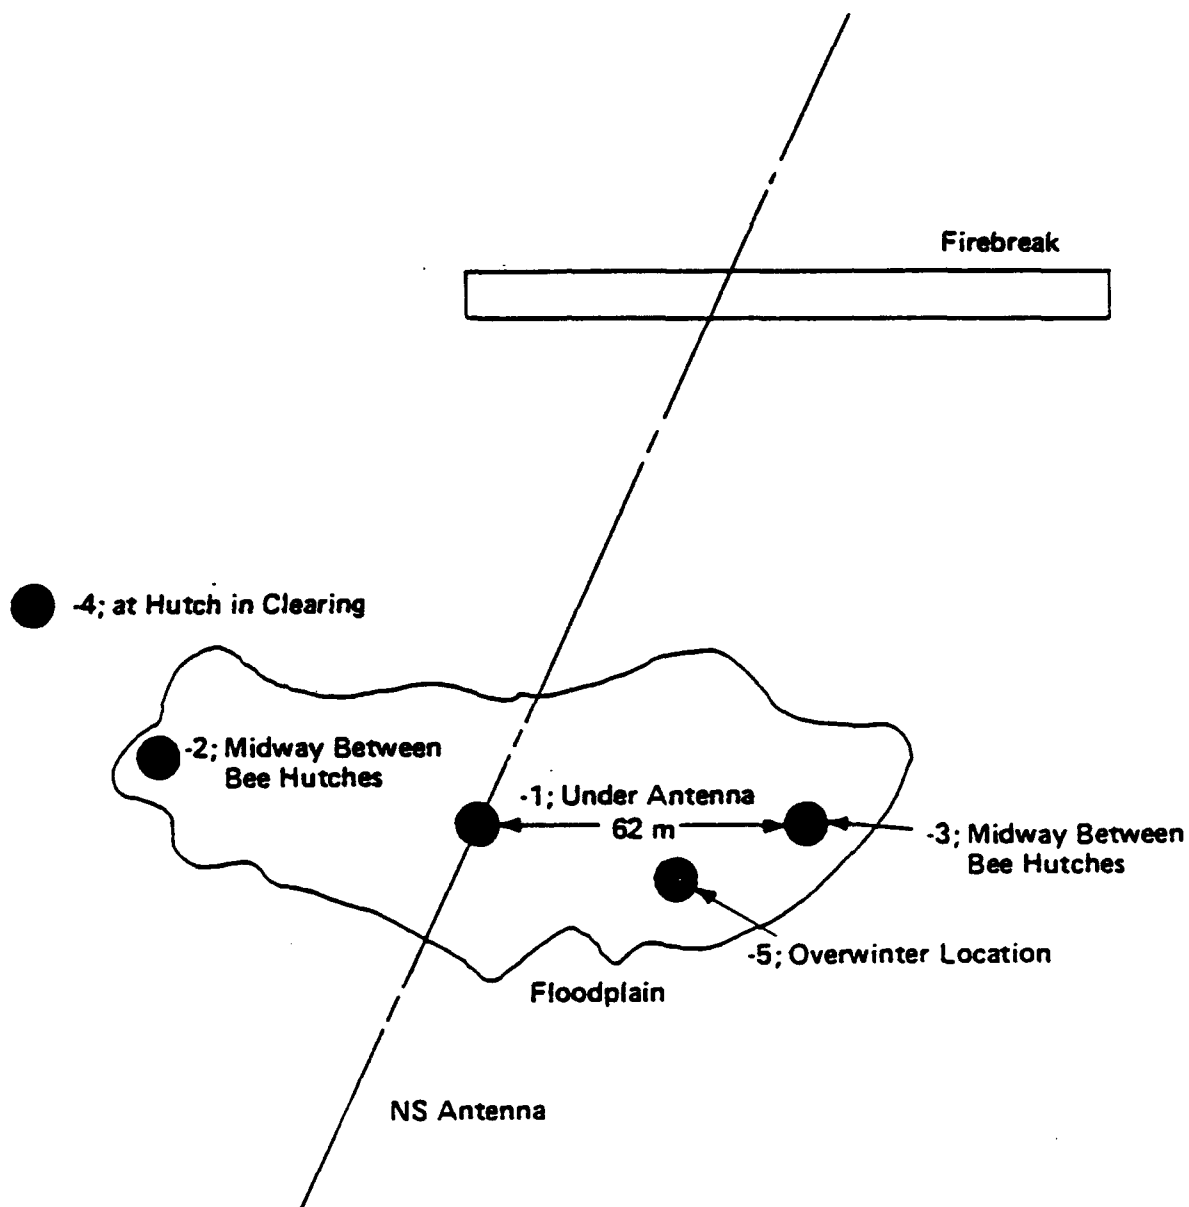 Firebreak
-4; at Hutch in Clearing
-2; Midway Between
Bee Hutches
-1; Under Antenna
62 m
-3; Midway Between
Bee Hutches
-5; Overwinter Location
Floodplain
NS Antenna